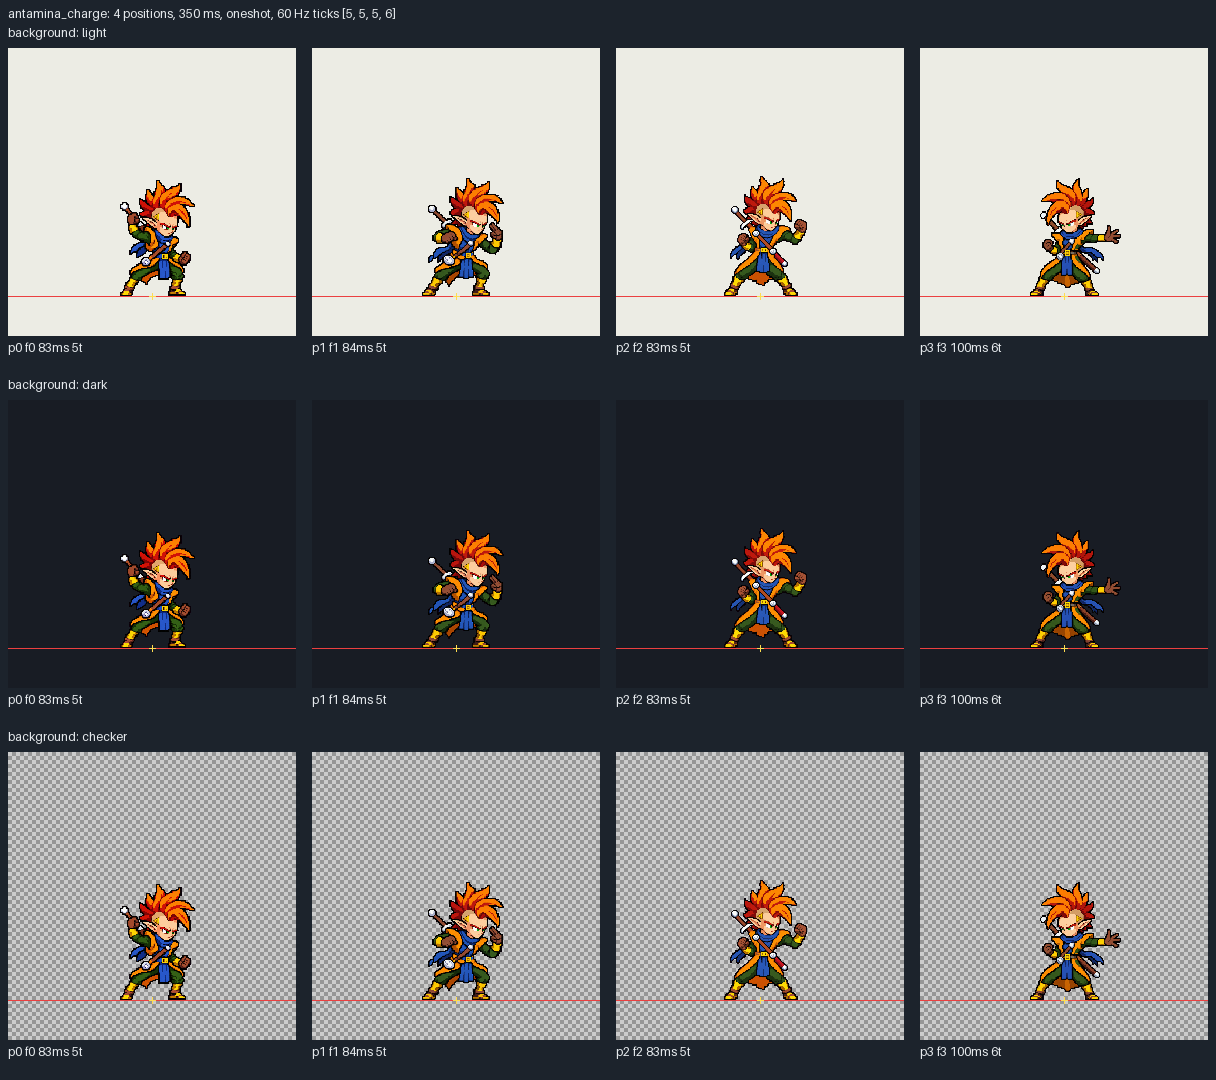 antamina_charge: 4 positions, 350 ms, oneshot, 60 Hz ticks [5, 5, 5, 6]
background: light
p0 f0 83ms 5t
p1 f1 84ms 5t
p2 f2 83ms 5t
p3 f3 100ms 6t
background: dark
p0 f0 83ms 5t
p1 f1 84ms 5t
p2 f2 83ms 5t
p3 f3 100ms 6t
background: checker
p0 f0 83ms 5t
p1 f1 84ms 5t
p2 f2 83ms 5t
p3 f3 100ms 6t